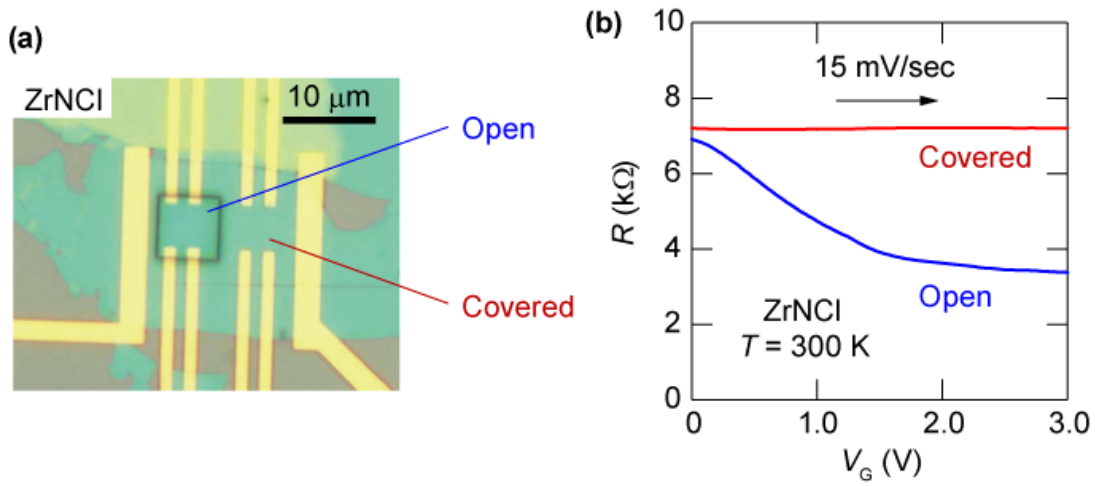 (a)
ZrNCl
10 μm
Open
Covered
(b)
10
8
6
4
2
0
R (kΩ)
15 mV/sec
Covered
Open
ZrNCl
T = 300 K
0
1.0
2.0
3.0
V_G (V)